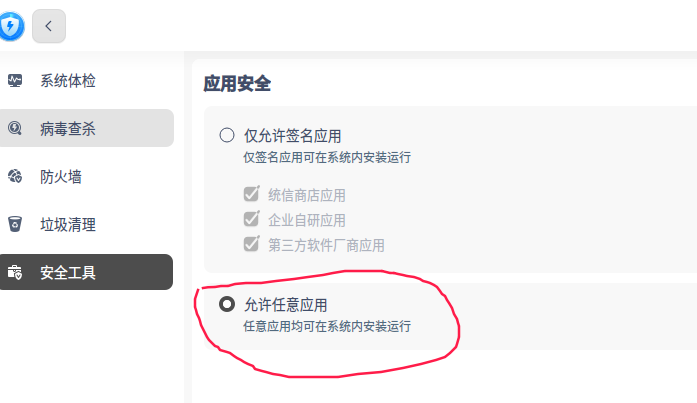 应用安全
系统体检
病毒查杀
防火墙
垃圾清理
安全工具
仅允许签名应用
仅签名应用可在系统内安装运行
统信商店应用
企业自研应用
第三方软件厂商应用
允许任意应用
任意应用均可在系统内安装运行